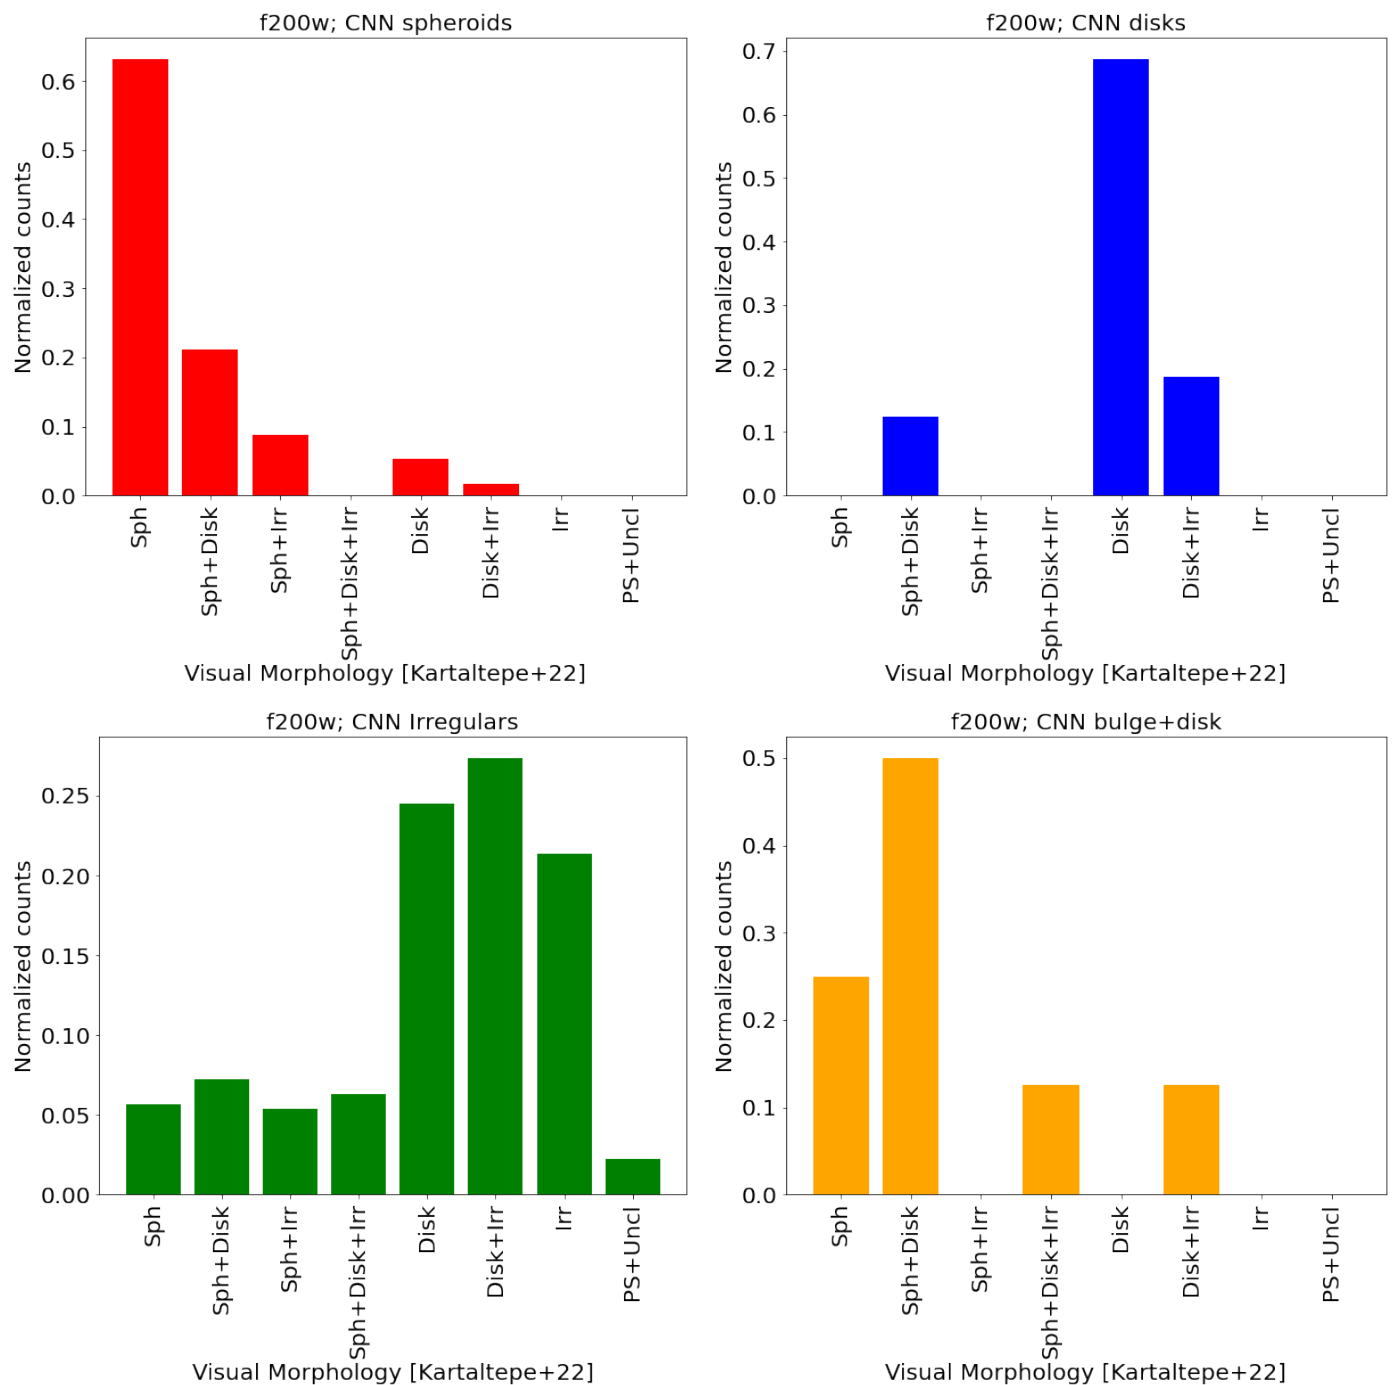 f200w; CNN spheroids
Normalized counts
0.6
0.5
0.4
0.3
0.2
0.1
0.0
Sph
Sph+Disk
Sph+Irr
Sph+Disk+Irr
Disk
Disk+Irr
Irr
PS+Uncl
Visual Morphology [Kartaltepe+22]
f200w; CNN disks
Normalized counts
0.7
0.6
0.5
0.4
0.3
0.2
0.1
0.0
Sph
Sph+Disk
Sph+Irr
Sph+Disk+Irr
Disk
Disk+Irr
Irr
PS+Uncl
Visual Morphology [Kartaltepe+22]
f200w; CNN Irregulars
Normalized counts
0.25
0.20
0.15
0.10
0.05
0.00
Sph
Sph+Disk
Sph+Irr
Sph+Disk+Irr
Disk
Disk+Irr
Irr
PS+Uncl
Visual Morphology [Kartaltepe+22]
f200w; CNN bulge+disk
Normalized counts
0.5
0.4
0.3
0.2
0.1
0.0
Sph
Sph+Disk
Sph+Irr
Sph+Disk+Irr
Disk
Disk+Irr
Irr
PS+Uncl
Visual Morphology [Kartaltepe+22]